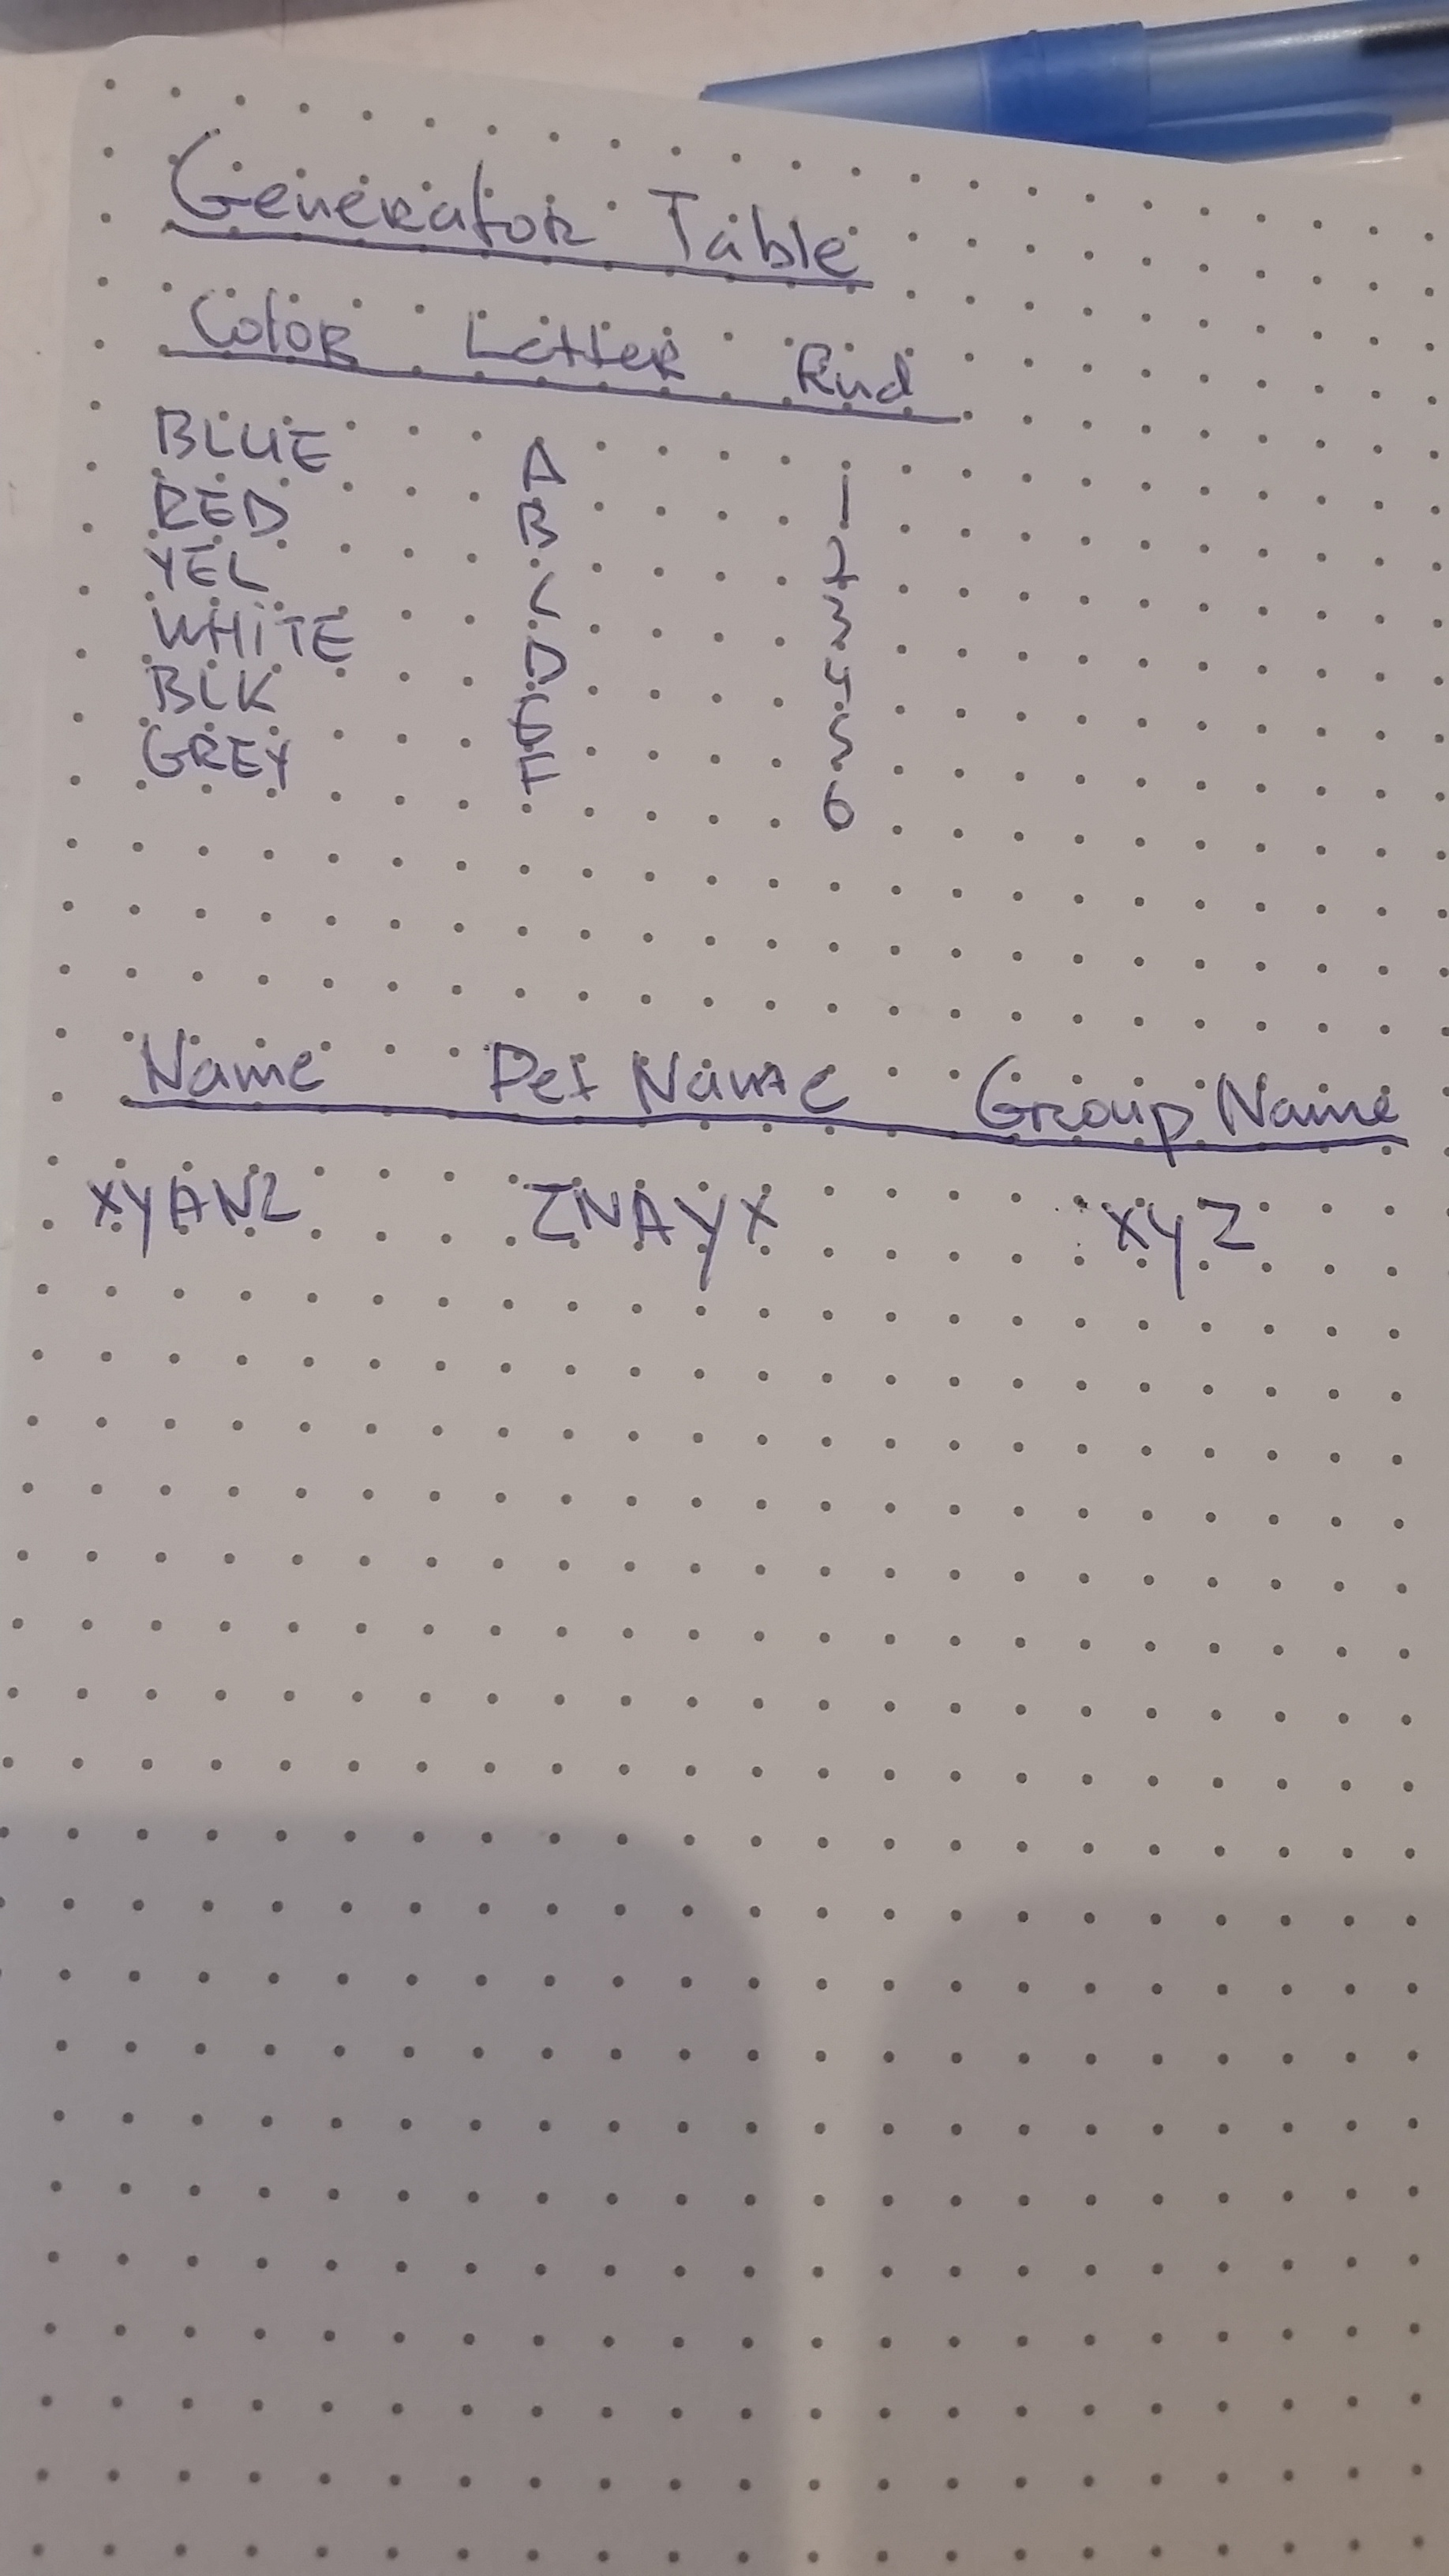 Generator Table
Color Letter Rnd
BLUE A 1
RED B 2
YEL C 3
WHiTE D 4
BLK E 5
GREY F 6
Name Pet Name Group Name
XYANZ ZNAYX XYZ